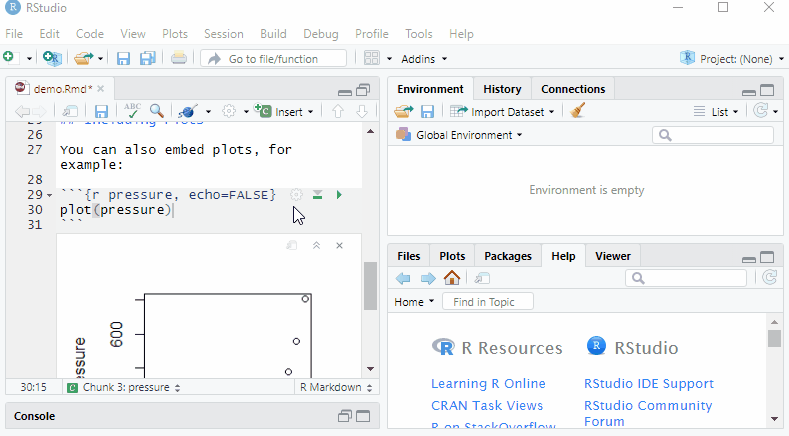 RStudio
File Edit Code View Plots Session Build Debug Profile Tools Help
Go to file/function
Addins
Project: (None)
demo.Rmd*
ABC
Insert
25 ## Including Plots
26
27 You can also embed plots, for
example:
28
29 ```{r pressure, echo=FALSE}
30 plot(pressure)
31 ```
600
essure
30:15
C Chunk 3: pressure
R Markdown
Console
Environment History Connections
Import Dataset
List
Global Environment
Environment is empty
Files Plots Packages Help Viewer
Home
Find in Topic
R R Resources
R RStudio
Learning R Online
CRAN Task Views
R on StackOverflow
RStudio IDE Support
RStudio Community
Forum